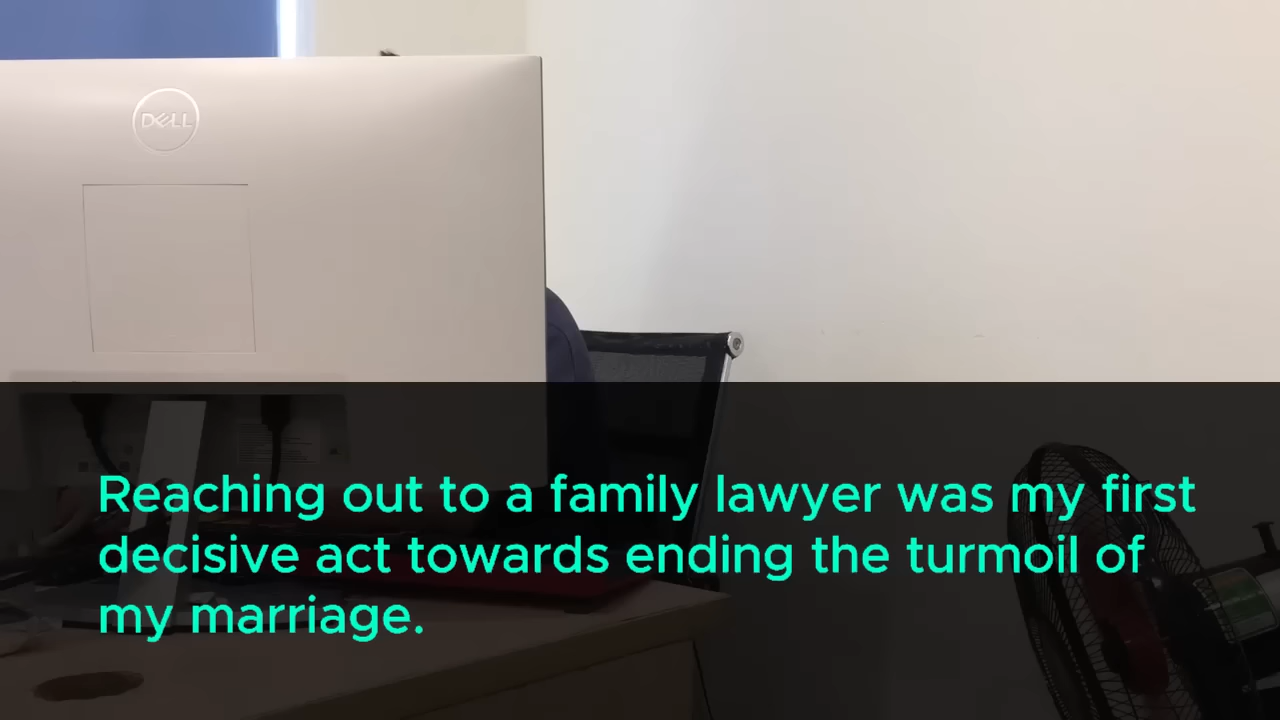 DELL
Reaching out to a family lawyer was my first
decisive act towards ending the turmoil of
my marriage.